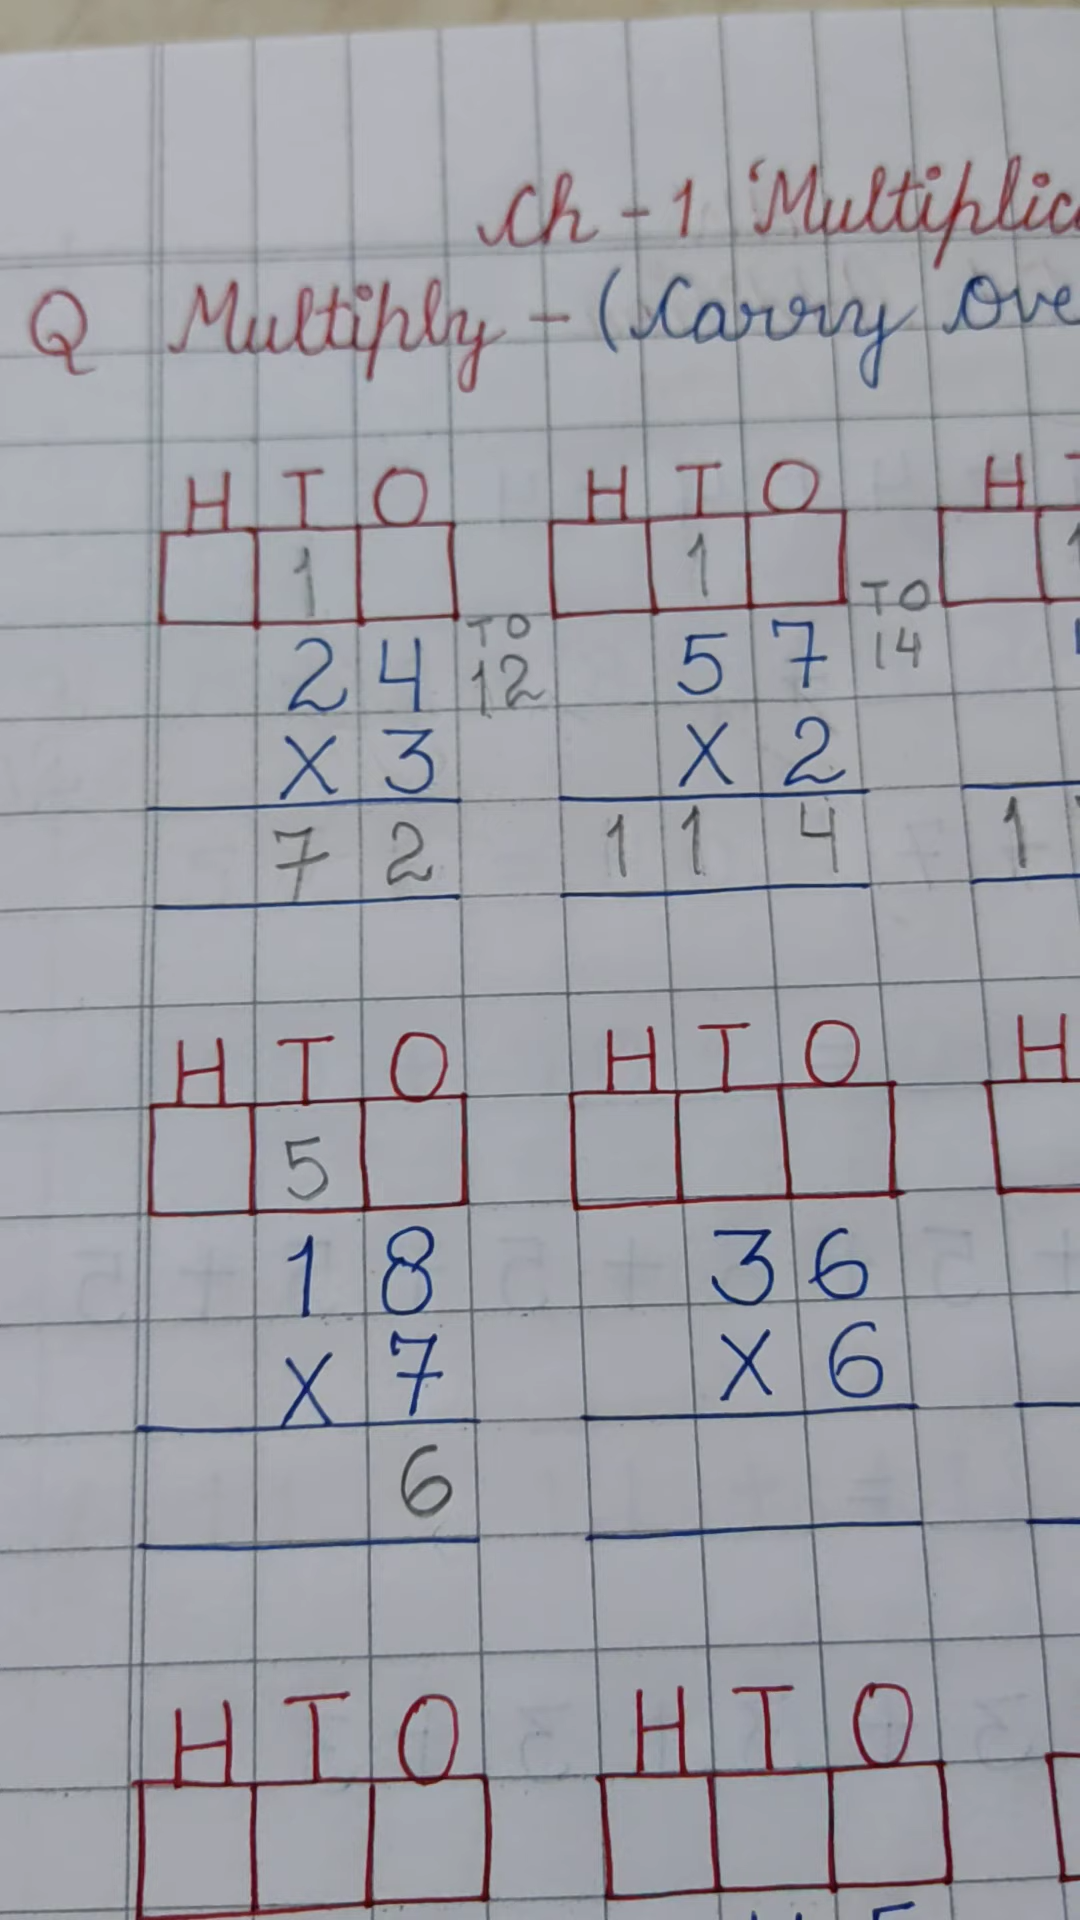 Ch - 1 'Multiplic
Q Multiply - (Carry Ove
H T O H T O H T
1 1 1
T O T O
2 4 12 5 7 14
X 3 X 2
7 2 1 1 4 1
H T O H T O H
5
1 8 3 6
X 7 X 6
6
H T O H T O